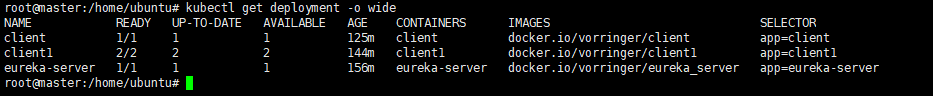 root@master:/home/ubuntu# kubectl get deployment -o wide
NAME READY UP-TO-DATE AVAILABLE AGE CONTAINERS IMAGES SELECTOR
client 1/1 1 1 125m client docker.io/vorringer/client app=client
client1 2/2 2 2 144m client1 docker.io/vorringer/client1 app=client1
eureka-server 1/1 1 1 156m eureka-server docker.io/vorringer/eureka_server app=eureka-server
root@master:/home/ubuntu#